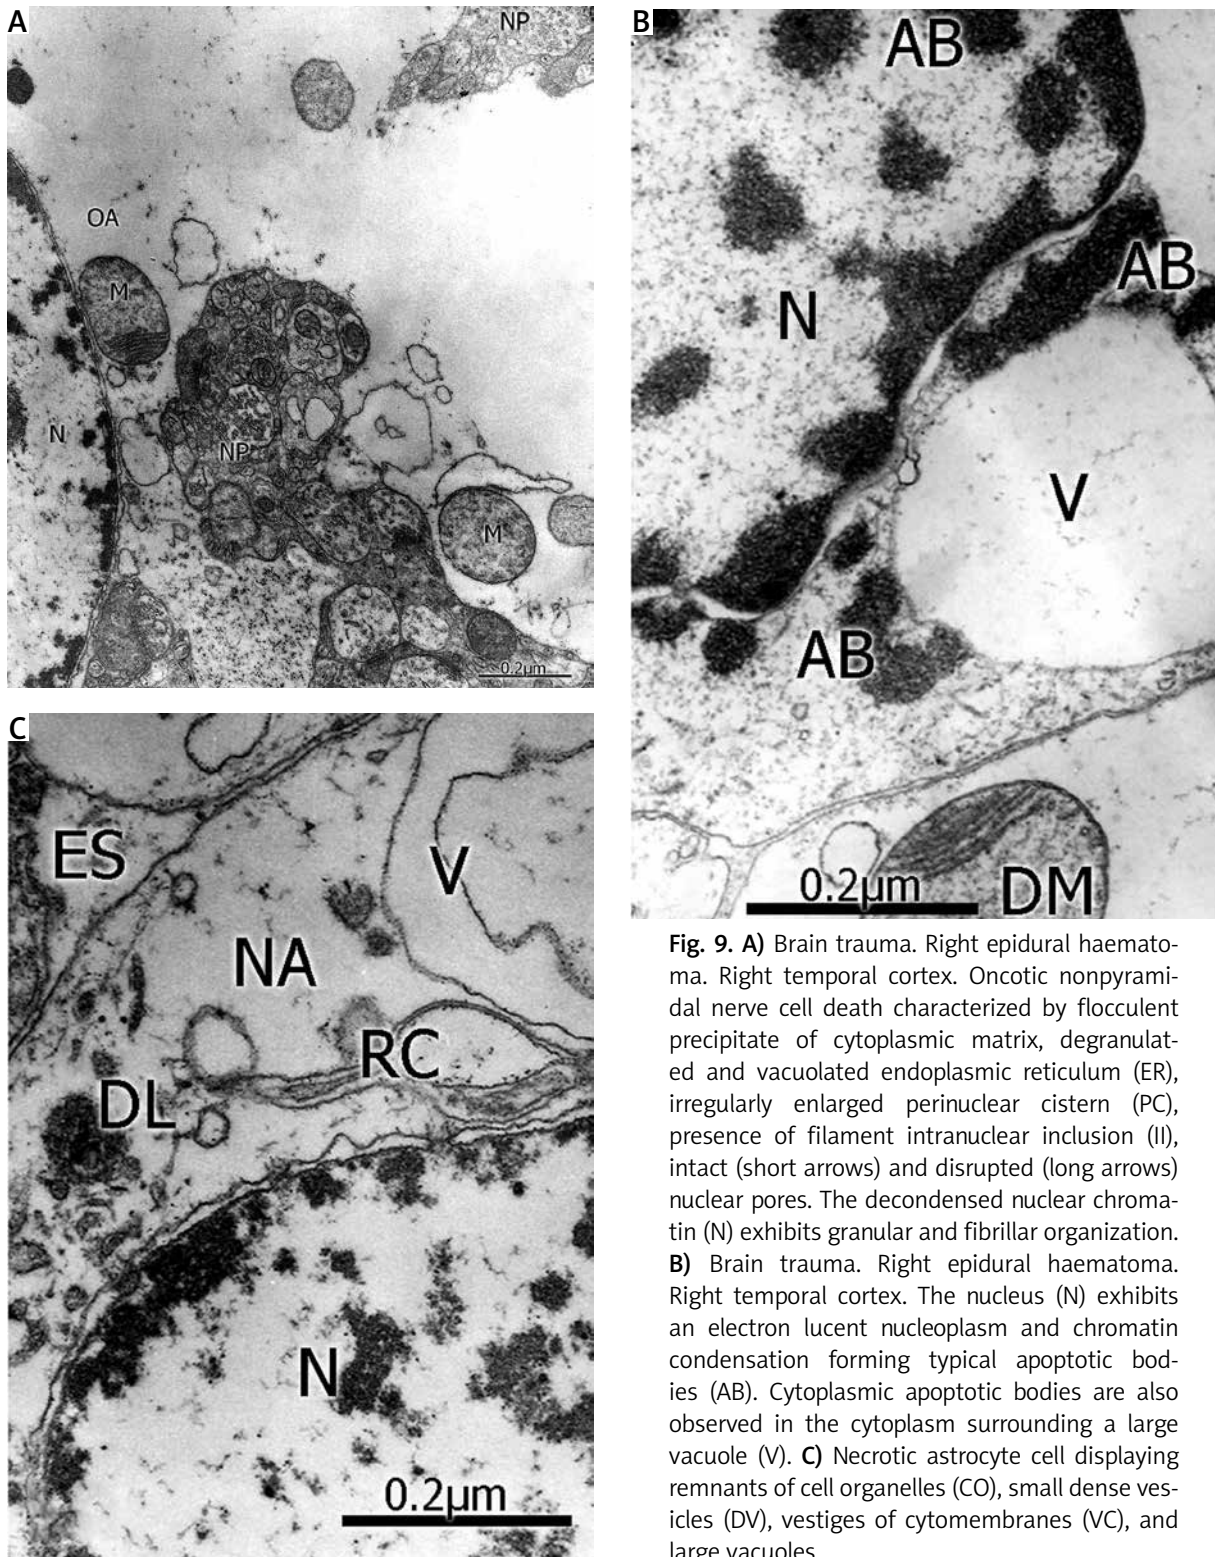 A
NP
OA
M
N
NP
M
0.2µm
B
AB
AB
N
V
AB
0.2µm
DM
C
ES
V
NA
RC
DL
N
0.2µm
Fig. 9. A) Brain trauma. Right epidural haemato-
ma. Right temporal cortex. Oncotic nonpyrami-
dal nerve cell death characterized by flocculent
precipitate of cytoplasmic matrix, degranulat-
ed and vacuolated endoplasmic reticulum (ER),
irregularly enlarged perinuclear cistern (PC),
presence of filament intranuclear inclusion (II),
intact (short arrows) and disrupted (long arrows)
nuclear pores. The decondensed nuclear chroma-
tin (N) exhibits granular and fibrillar organization.
B) Brain trauma. Right epidural haematoma.
Right temporal cortex. The nucleus (N) exhibits
an electron lucent nucleoplasm and chromatin
condensation forming typical apoptotic bod-
ies (AB). Cytoplasmic apoptotic bodies are also
observed in the cytoplasm surrounding a large
vacuole (V). C) Necrotic astrocyte cell displaying
remnants of cell organelles (CO), small dense ves-
icles (DV), vestiges of cytomembranes (VC), and
large vacuoles